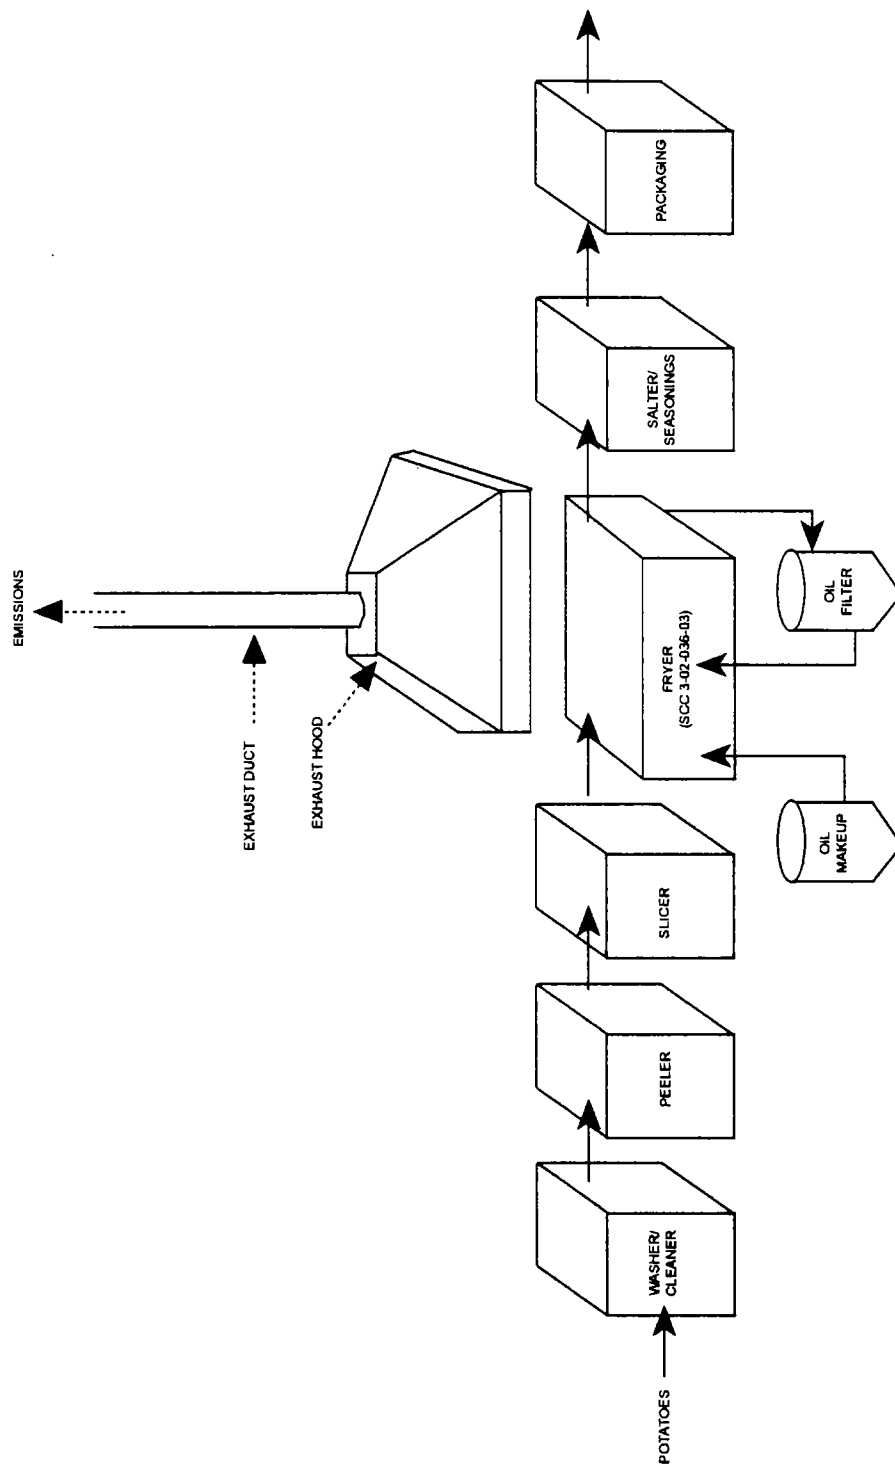 EMISSIONS
EXHAUST DUCT
EXHAUST HOOD
POTATOES
WASHER/
CLEANER
PEELER
SLICER
FRYER
(SCC 3-02-036-03)
SALTER/
SEASONINGS
PACKAGING
OIL
MAKEUP
OIL
FILTER